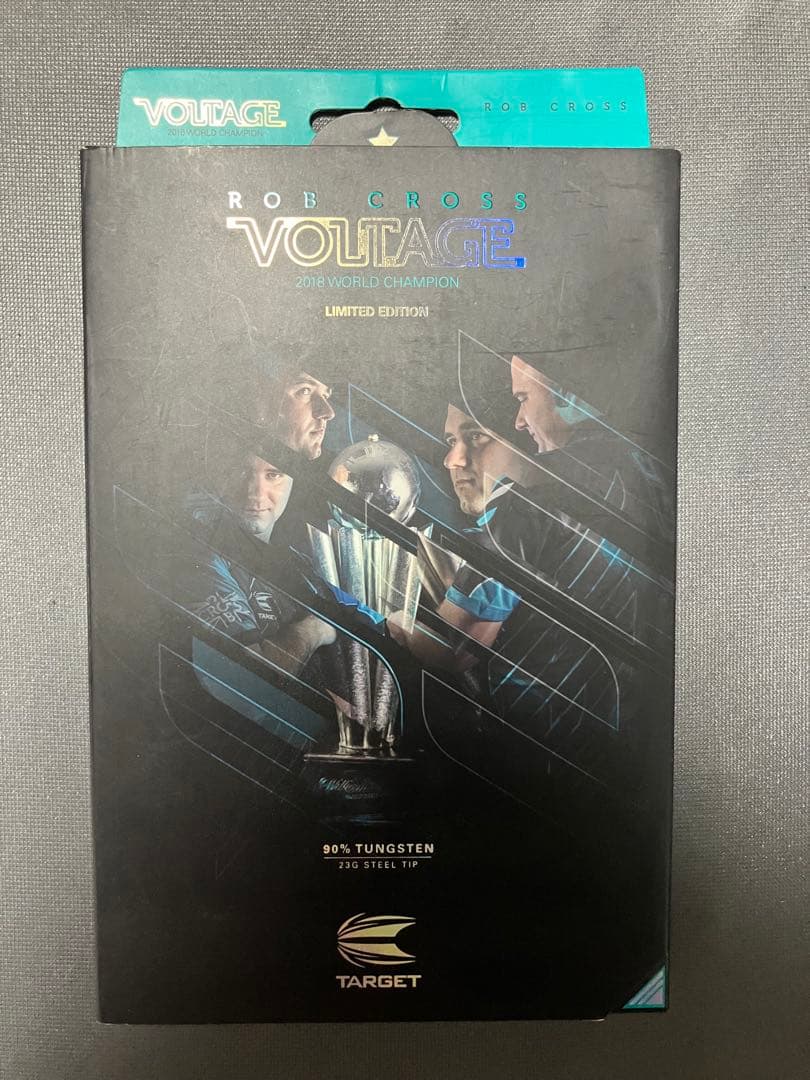 VOLTAGE
2018 WORLD CHAMPION
ROB CROSS
ROB CROSS
VOLTAGE
2018 WORLD CHAMPION
LIMITED EDITION
TARGET
90% TUNGSTEN
23G STEEL TIP
TARGET